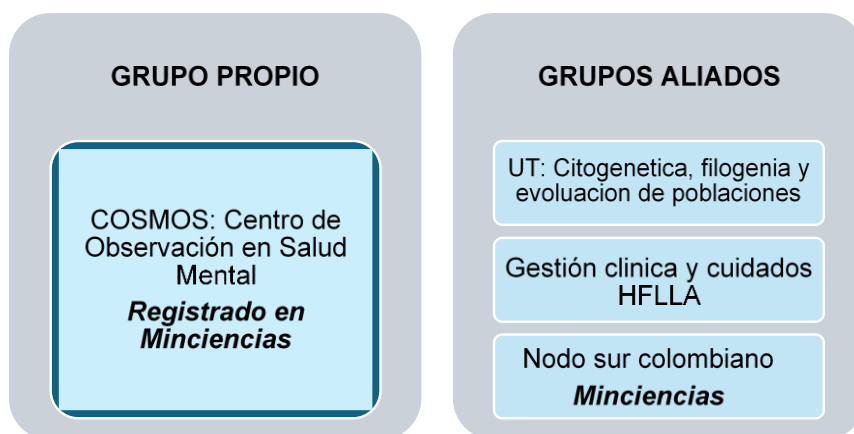 GRUPO PROPIO
COSMOS: Centro de
Observación en Salud
Mental
Registrado en
Minciencias
GRUPOS ALIADOS
UT: Citogenetica, filogenia y
evoluacion de poblaciones
Gestión clinica y cuidados
HFLLA
Nodo sur colombiano
Minciencias